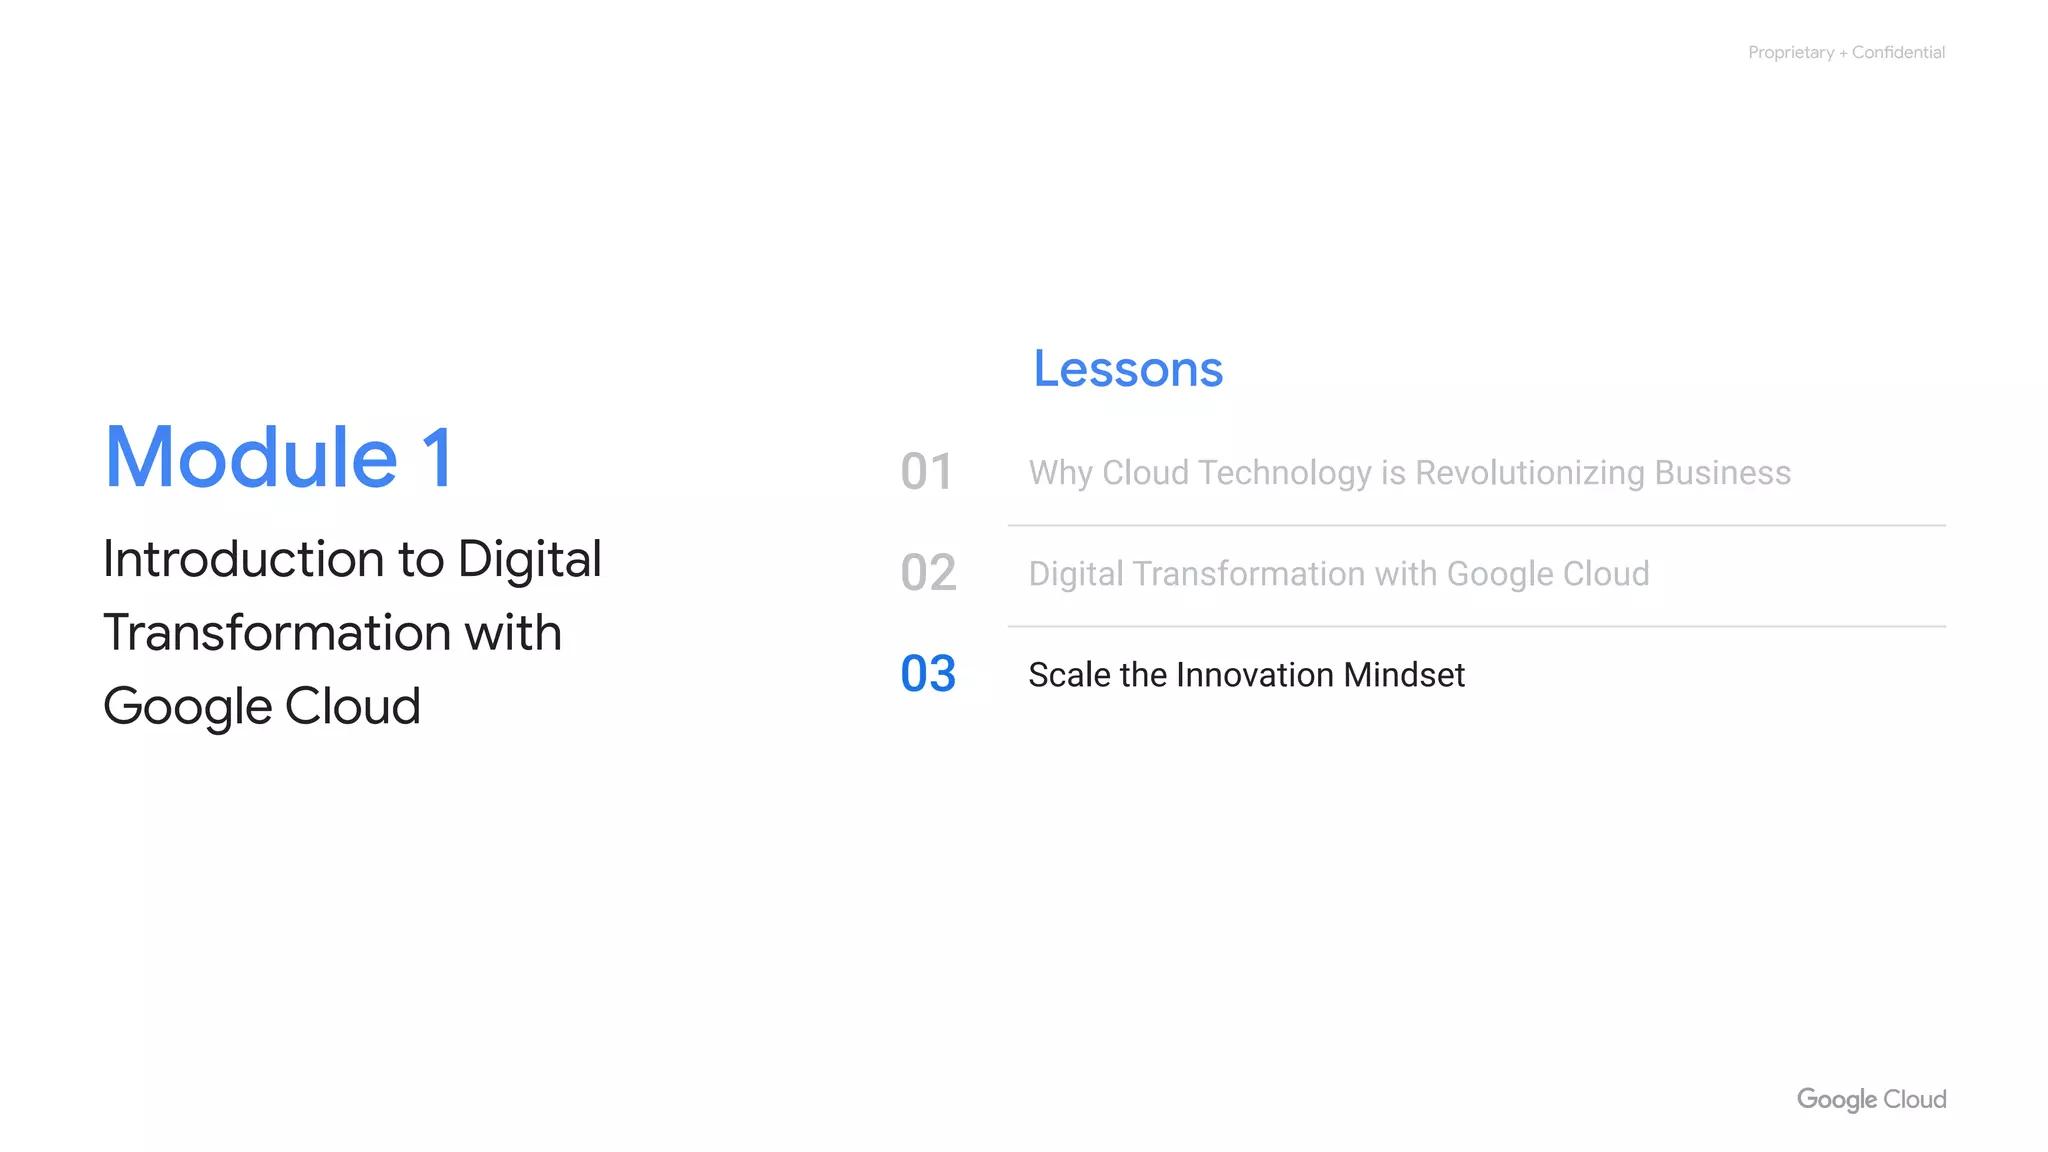 Proprietary + Confidential
Module 1
Introduction to Digital
Transformation with
Google Cloud
Lessons
01 Why Cloud Technology is Revolutionizing Business
02 Digital Transformation with Google Cloud
03 Scale the Innovation Mindset
Google Cloud